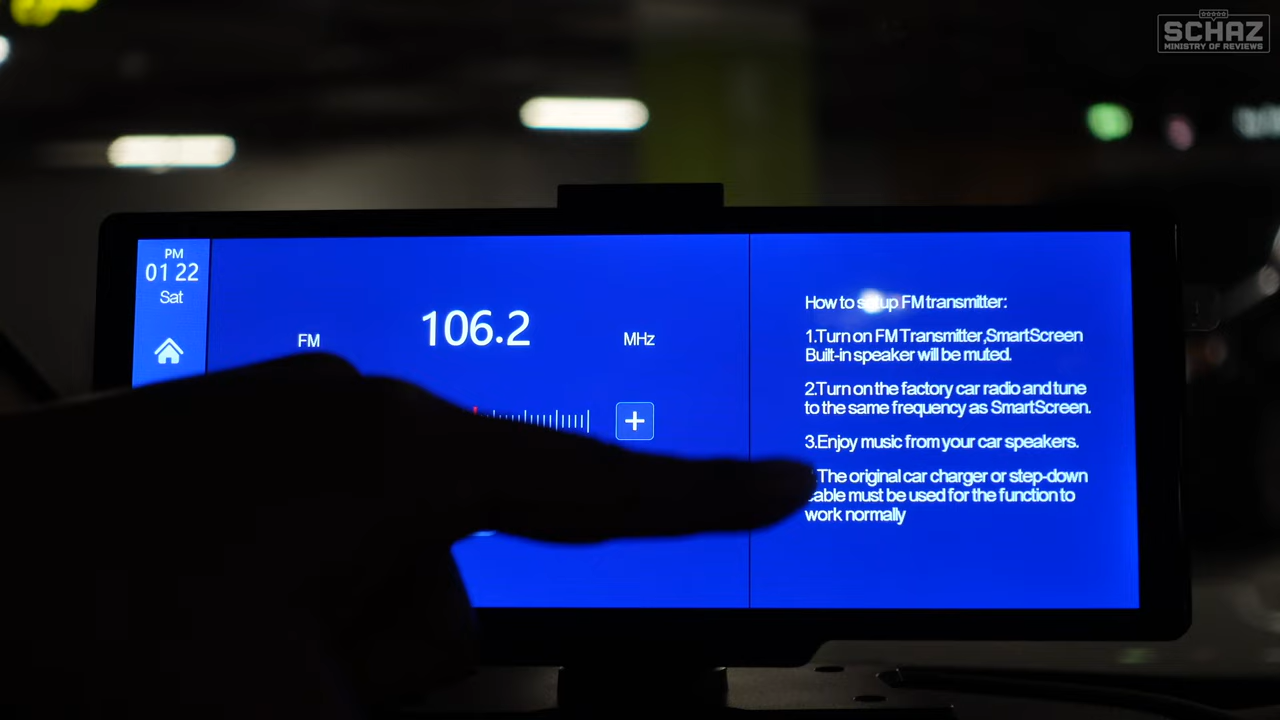 SCHAZ
MINISTRY OF REVIEWS
PM
01 22
Sat
FM
106.2
MHz
+
How to setup FM transmitter:
1.Turn on FM Transmitter,SmartScreen
Built-in speaker will be muted.
2.Turn on the factory car radio and tune
to the same frequency as SmartScreen.
3.Enjoy music from your car speakers.
.The original car charger or step-down
cable must be used for the function to
work normally